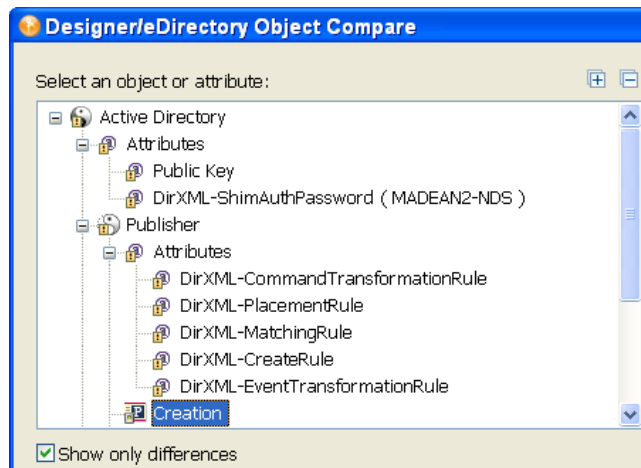 Designer/eDirectory Object Compare
Select an object or attribute:
Active Directory
Attributes
Public Key
DirXML-ShimAuthPassword ( MADEAN2-NDS )
Publisher
Attributes
DirXML-CommandTransformationRule
DirXML-PlacementRule
DirXML-MatchingRule
DirXML-CreateRule
DirXML-EventTransformationRule
Creation
Show only differences